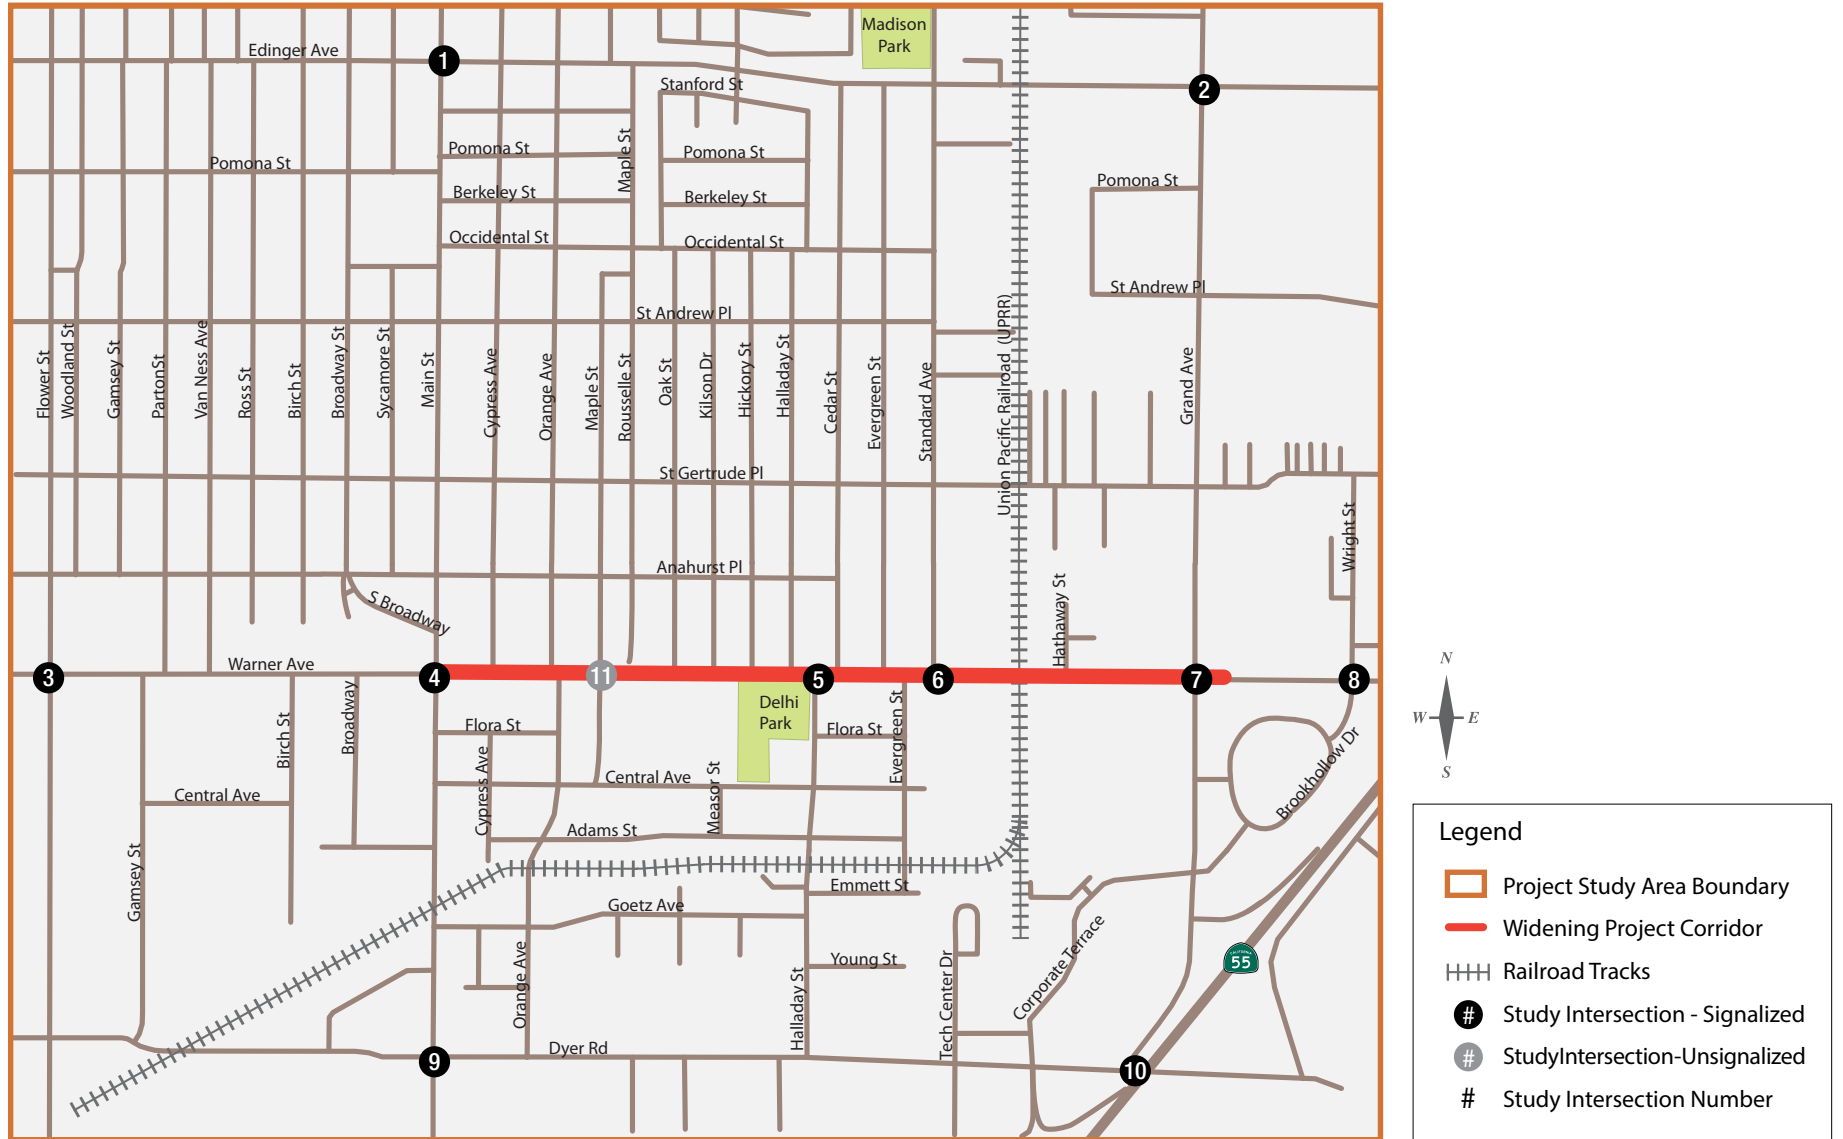 Madison
Park
Edinger Ave
1
2
Stanford St
Pomona St
Pomona St
Maple St
Pomona St
Pomona St
Berkeley St
Berkeley St
Occidental St
Occidental St
St Andrew Pl
St Andrew Pl
Flower St
Woodland St
Gamsey St
PartonSt
Van Ness Ave
Ross St
Birch St
Broadway St
Sycamore St
Main St
Cypress Ave
Orange Ave
Maple St
Rousselle St
Oak St
Kilson Dr
Hickory St
Halladay St
Cedar St
Evergreen St
Standard Ave
Union Pacific Railroad (UPRR)
Grand Ave
St Gertrude Pl
Wright St
Anahurst Pl
S Broadway
Hathaway St
Warner Ave
3
4
11
5
6
7
8
Delhi
Park
Flora St
Flora St
Evergreen St
Birch St
Broadway
Cypress Ave
Central Ave
Measor St
Central Ave
Brookhollow Dr
Adams St
Gamsey St
Emmett St
Goetz Ave
Orange Ave
Young St
Halladay St
Tech Center Dr
Corporate Terrace
CALIFORNIA
55
Dyer Rd
9
10
N
W
E
S
Legend
Project Study Area Boundary
Widening Project Corridor
Railroad Tracks
# Study Intersection - Signalized
# StudyIntersection-Unsignalized
# Study Intersection Number